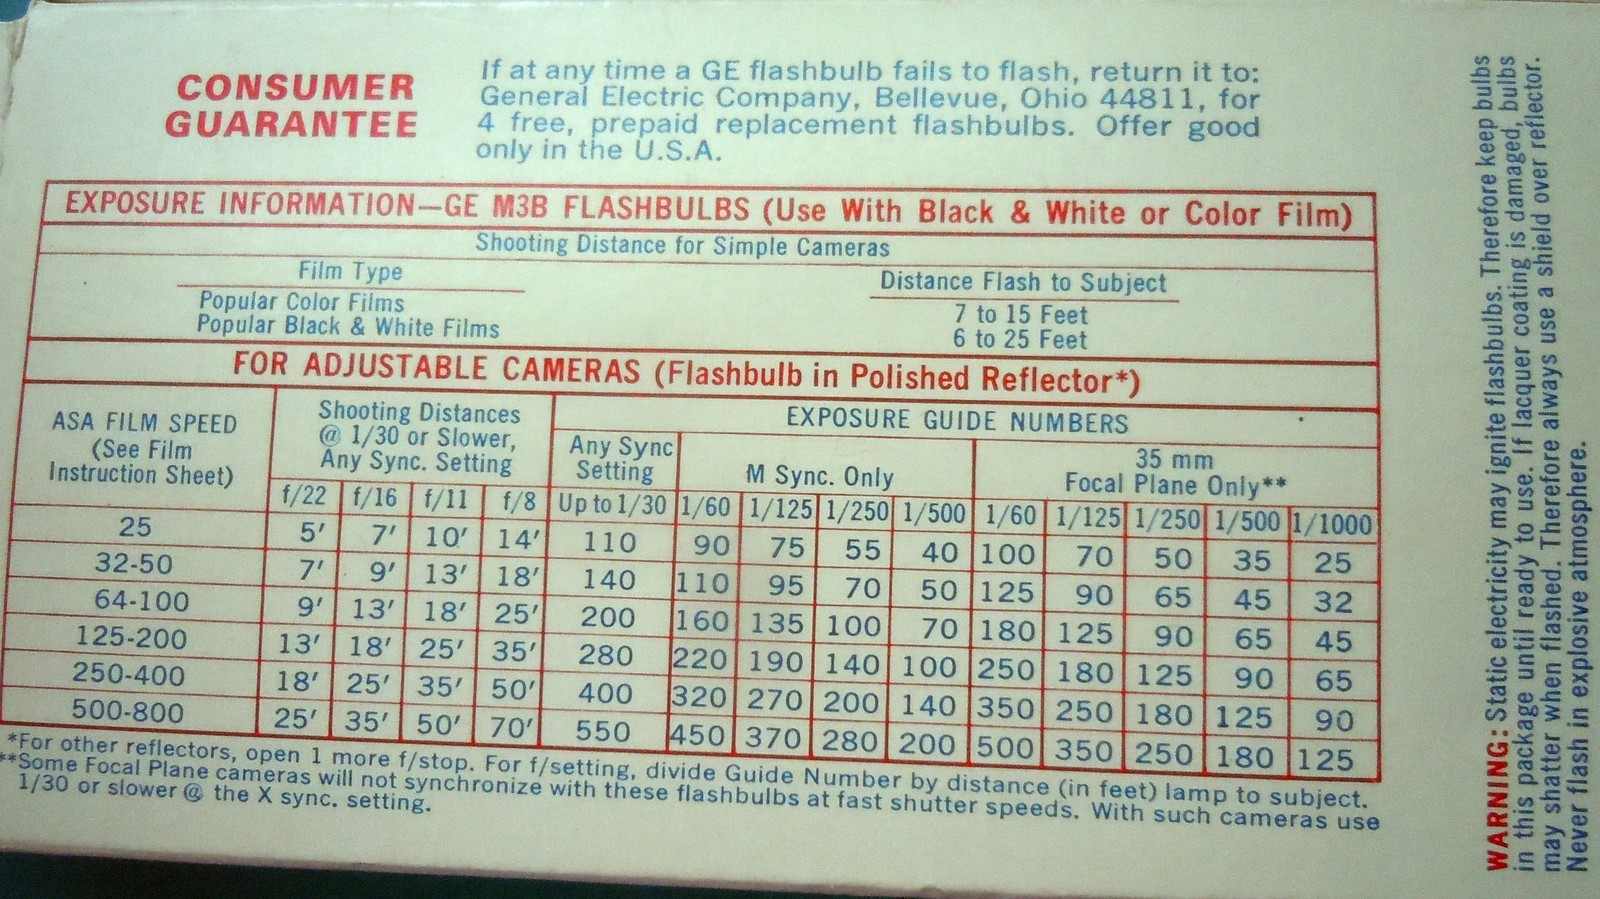 CONSUMER
GUARANTEE
If at any time a GE flashbulb fails to flash, return it to:
General Electric Company, Bellevue, Ohio 44811, for
4 free, prepaid replacement flashbulbs. Offer good
only in the U.S.A.
EXPOSURE INFORMATION—GE M3B FLASHBULBS (Use With Black & White or Color Film)
Shooting Distance for Simple Cameras
Film Type Distance Flash to Subject
Popular Color Films 7 to 15 Feet
Popular Black & White Films 6 to 25 Feet
FOR ADJUSTABLE CAMERAS (Flashbulb in Polished Reflector*)
ASA FILM SPEED
(See Film
Instruction Sheet)
Shooting Distances
@ 1/30 or Slower,
Any Sync. Setting
EXPOSURE GUIDE NUMBERS
Any Sync
Setting
M Sync. Only
35 mm
Focal Plane Only**
f/22 f/16 f/11 f/8 Up to 1/30 1/60 1/125 1/250 1/500 1/60 1/125 1/250 1/500 1/1000
25 5' 7' 10' 14' 110 90 75 55 40 100 70 50 35 25
32-50 7' 9' 13' 18' 140 110 95 70 50 125 90 65 45 32
64-100 9' 13' 18' 25' 200 160 135 100 70 180 125 90 65 45
125-200 13' 18' 25' 35' 280 220 190 140 100 250 180 125 90 65
250-400 18' 25' 35' 50' 400 320 270 200 140 350 250 180 125 90
500-800 25' 35' 50' 70' 550 450 370 280 200 500 350 250 180 125
*For other reflectors, open 1 more f/stop. For f/setting, divide Guide Number by distance (in feet) lamp to subject.
**Some Focal Plane cameras will not synchronize with these flashbulbs at fast shutter speeds. With such cameras use
1/30 or slower @ the X sync. setting.
WARNING: Static electricity may ignite flashbulbs. Therefore keep bulbs
in this package until ready to use. If lacquer coating is damaged, bulbs
may shatter when flashed. Therefore always use a shield over reflector.
Never flash in explosive atmosphere.